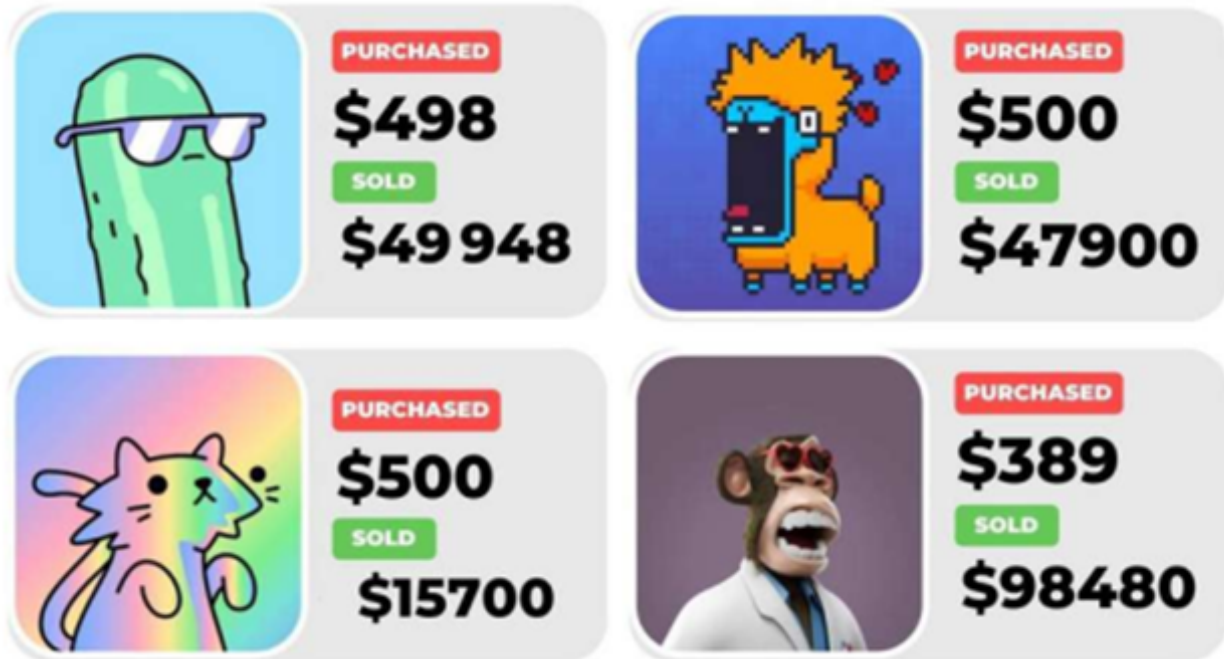 PURCHASED
$498
SOLD
$49 948
PURCHASED
$500
SOLD
$47900
PURCHASED
$500
SOLD
$15700
PURCHASED
$389
SOLD
$98480